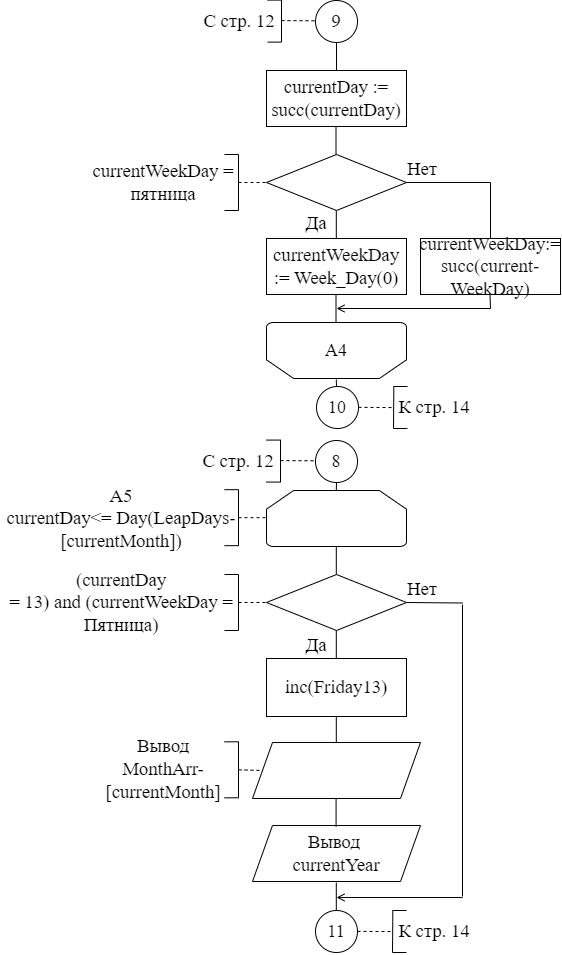 С стр. 12
9
currentDay :=
succ(currentDay)
currentWeekDay =
пятница
Нет
Да
currentWeekDay
:= Week_Day(0)
currentWeekDay:=
succ(current-
WeekDay)
A4
10
К стр. 14
С стр. 12
8
A5
currentDay<= Day(LeapDays-
[currentMonth])
(currentDay
= 13) and (currentWeekDay =
Пятница)
Нет
Да
inc(Friday13)
Вывод
MonthArr-
[currentMonth]
Вывод
currentYear
11
К стр. 14